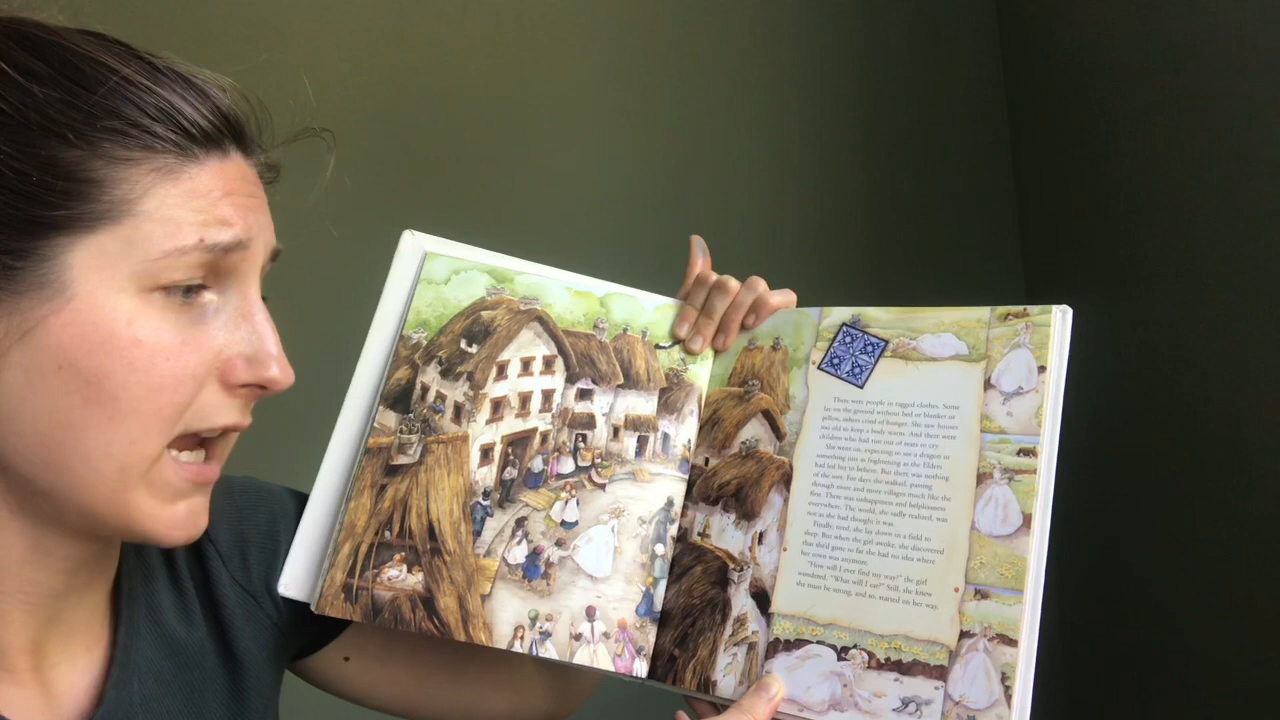 There were people in ragged clothes. Some
lay on the ground without bed or blanket or
pillow, others cried of hunger. She saw houses
too old to keep a body warm. And there were
children who had run out of tears to cry.
She went on, expecting to see a dragon or
something just as frightening as the Elders
had led her to believe. But there was nothing
of the sort. For days she walked, passing
through more and more villages much like the
first. There was unhappiness and helplessness
everywhere. The world, she sadly realized, was
not as she had thought it was.
Finally, tired, she lay down in a field to
sleep. But when the girl awoke, she discovered
that she'd gone so far she had no idea where
her town was anymore.
"How will I ever find my way?" the girl
wondered. "What will I eat?" Still, she knew
she must be strong, and so, started on her way.